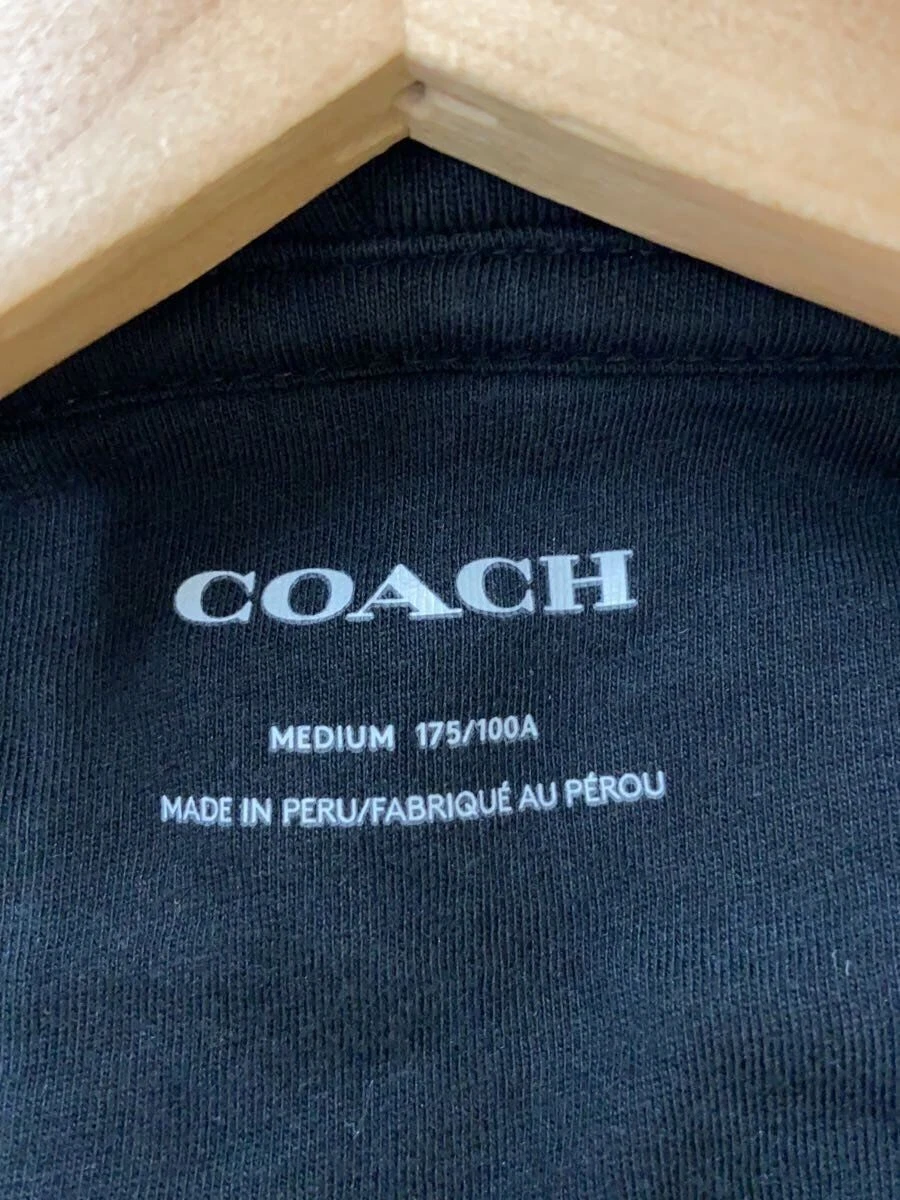 COACH
MEDIUM 175/100A
MADE IN PERU/FABRIQUÉ AU PÉROU